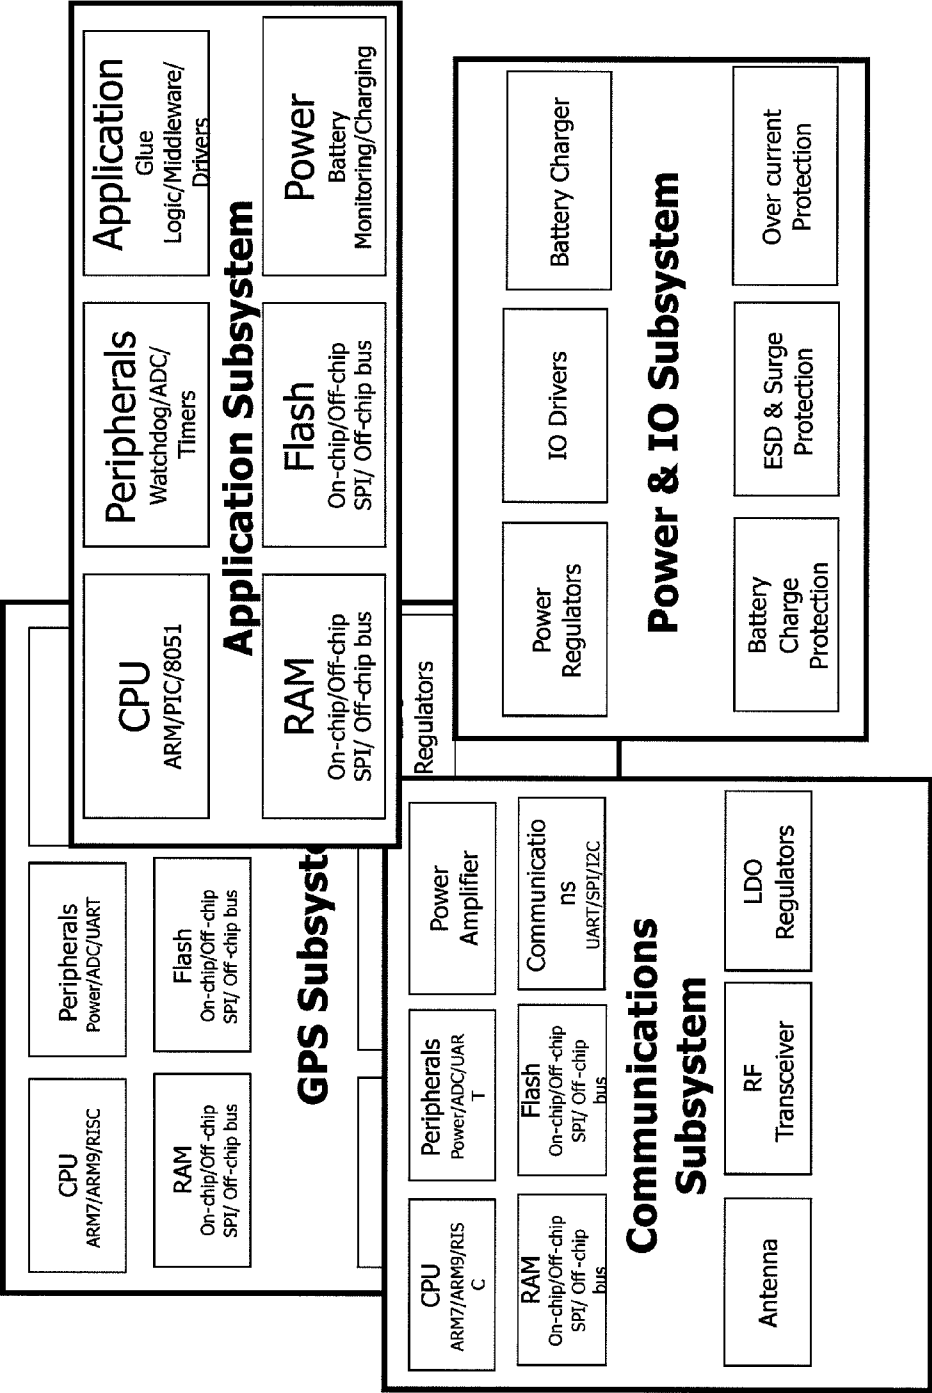 CPU
ARM7/ARM9/RISC
Peripherals
Power/ADC/UART
RAM
On-chip/Off-chip
SPI/ Off-chip bus
Flash
On-chip/Off-chip
SPI/ Off-chip bus
GPS Subsyste
Regulators
CPU
ARM/PIC/8051
Peripherals
Watchdog/ADC/
Timers
Application
Glue
Logic/Middleware/
Drivers
Application Subsystem
RAM
On-chip/Off-chip
SPI/ Off-chip bus
Flash
On-chip/Off-chip
SPI/ Off-chip bus
Power
Battery
Monitoring/Charging
CPU
ARM7/ARM9/RIS
C
Peripherals
Power/ADC/UAR
T
Power
Amplifier
RAM
On-chip/Off-chip
SPI/ Off-chip
bus
Flash
On-chip/Off-chip
SPI/ Off-chip
bus
Communicatio
ns
UART/SPI/I2C
Communications
Subsystem
Antenna
RF
Transceiver
LDO
Regulators
Power
Regulators
IO Drivers
Battery Charger
Power & IO Subsystem
Battery
Charge
Protection
ESD & Surge
Protection
Over current
Protection